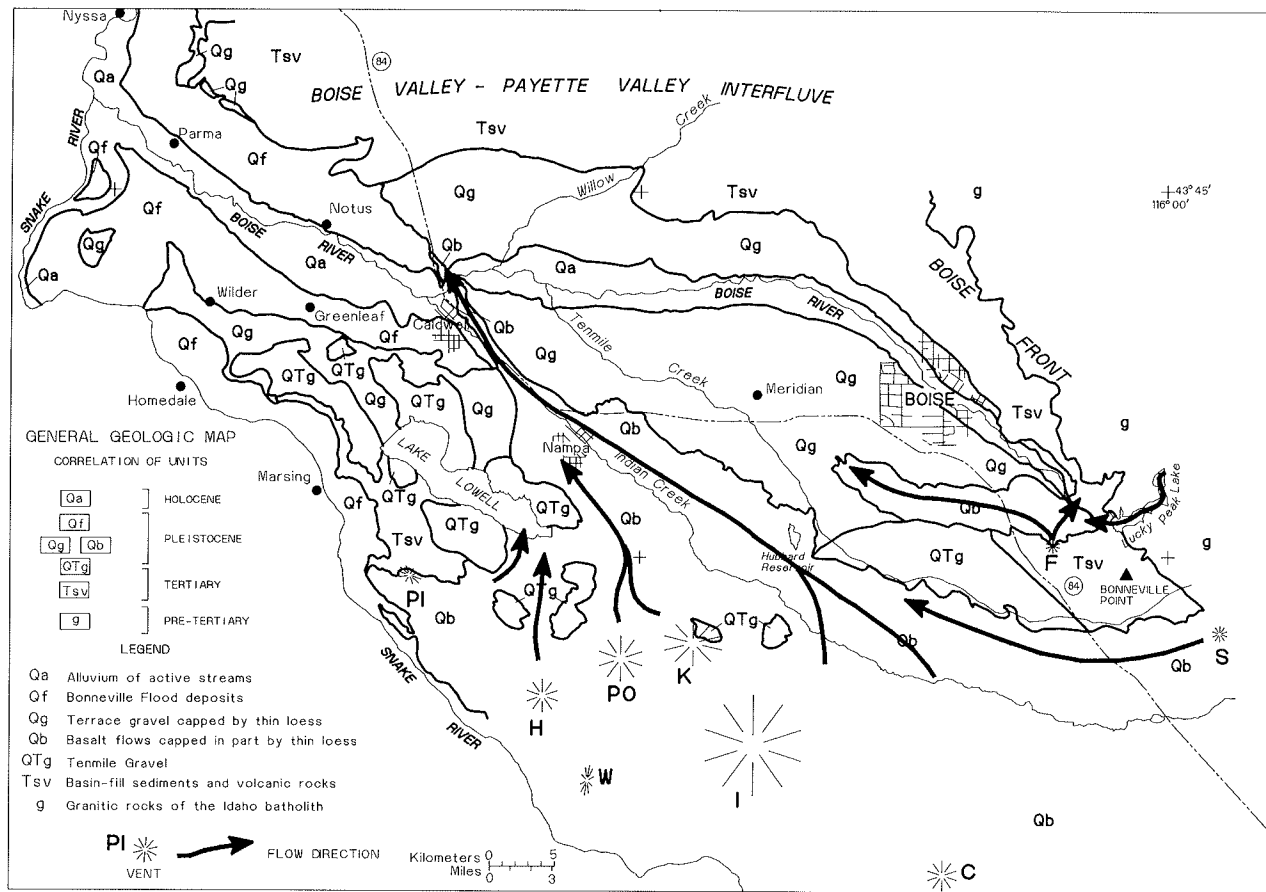 Nyssa
Qg
Tsv
84
Qa
Qg
BOISE VALLEY - PAYETTE VALLEY INTERFLUVE
Creek
Parma
Tsv
RIVER
Qf
Qf
Willow
Qg
Tsv
g
43°45'
116°00'
SNAKE
Qf
Notus
BOISE
RIVER
Qg
Qb
Qg
BOISE
FRONT
Qa
Qa
Qa
BOISE
RIVER
Wilder
Greenleaf
Caldwell
Qb
Tenmile
Qg
Qf
Qf
Qg
Creek
Meridian
Qg
BOISE
QTg
QTg
QTg
Qg
Qg
Tsv
g
Homedale
GENERAL GEOLOGIC MAP
CORRELATION OF UNITS
Qa
HOLOCENE
Qf
Qg
Qb
PLEISTOCENE
QTg
Tsv
TERTIARY
g
PRE-TERTIARY
LEGEND
Qa Alluvium of active streams
Qf Bonneville Flood deposits
Qg Terrace gravel capped by thin loess
Qb Basalt flows capped in part by thin loess
QTg Tenmile Gravel
Tsv Basin-fill sediments and volcanic rocks
g Granitic rocks of the Idaho batholith
PI
VENT
FLOW DIRECTION
Kilometers 0 5
Miles 0 3
Marsing
LAKE
LOWELL
Nampa
Qb
Indian Creek
Qg
Qg
Qb
Lucky Peak Lake
Qf
QTg
QTg
QTg
Qb
Hubbard
Reservoir
QTg
F
Tsv
g
84
BONNEVILLE
POINT
Tsv
PI
Qb
QTg
QTg
K
PO
Qb
Qb
S
SNAKE
RIVER
H
W
I
Qb
C